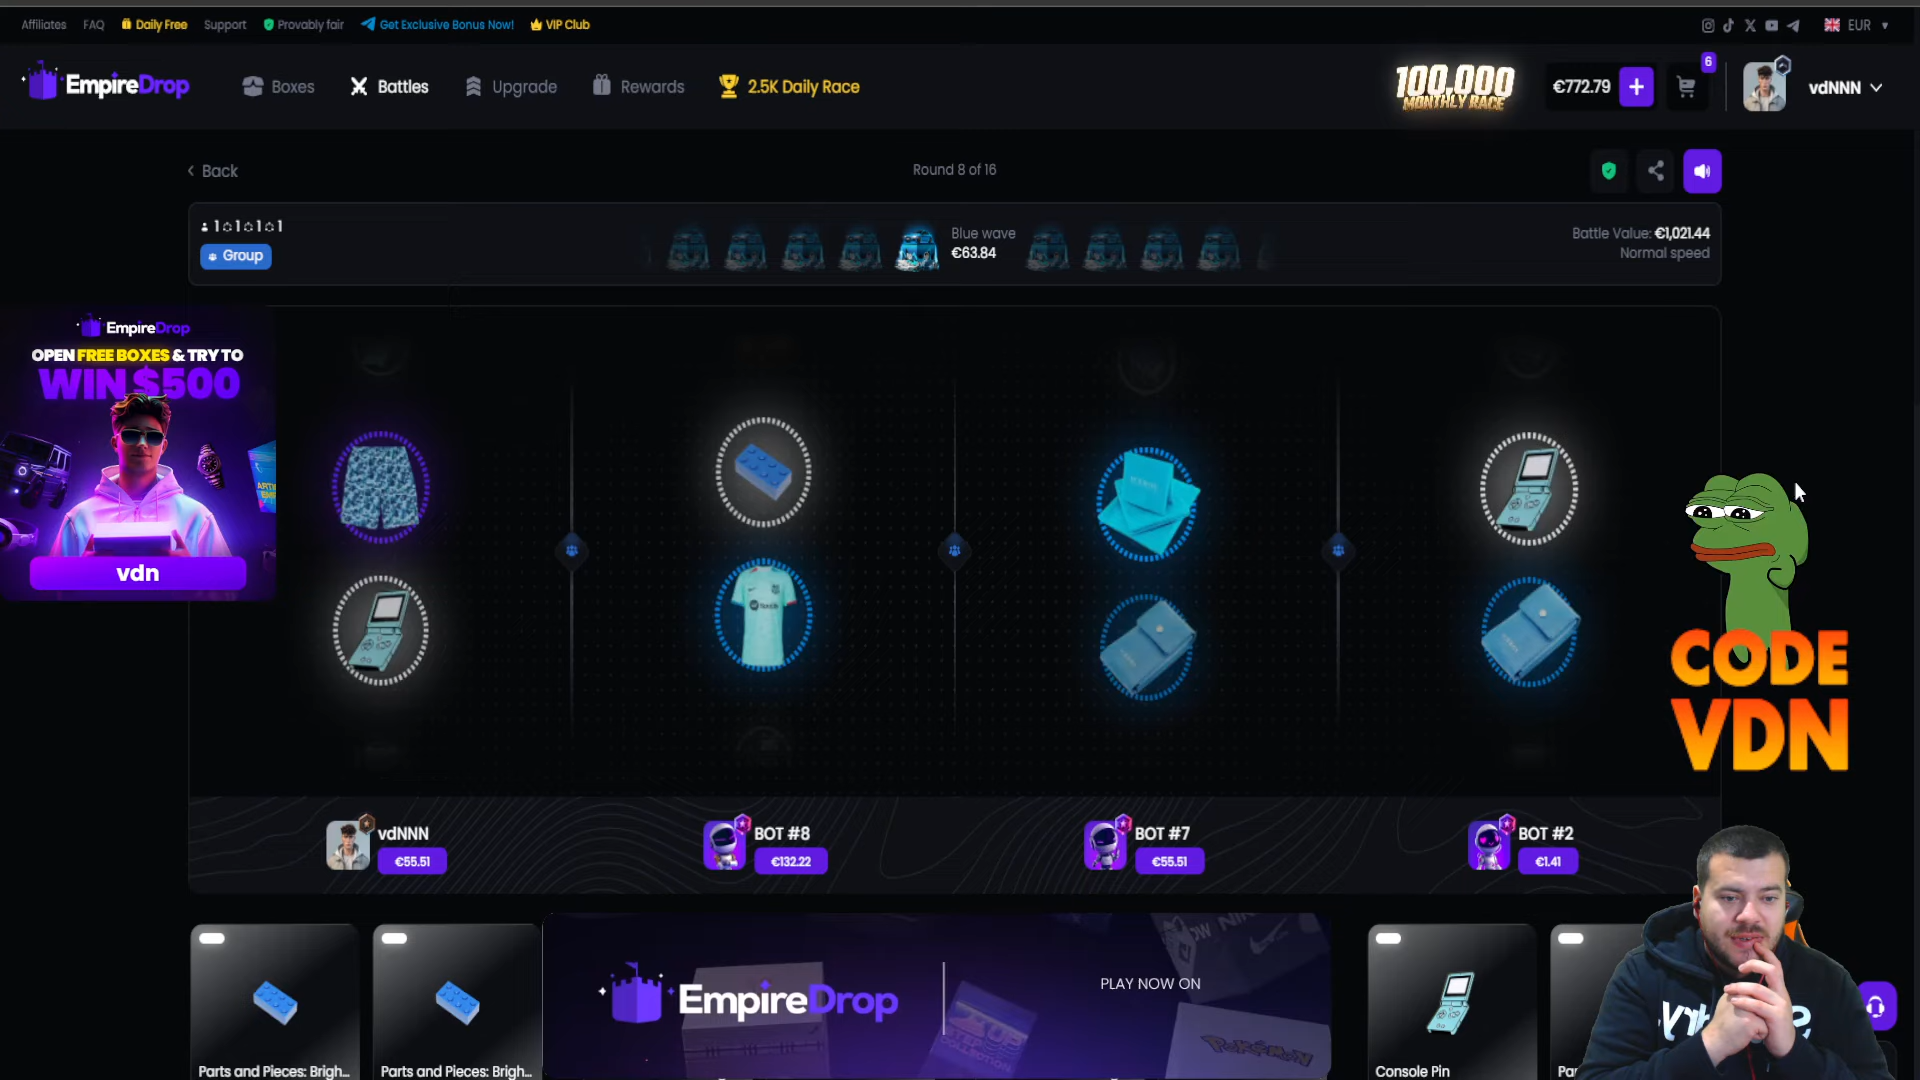 Affiliates FAQ Daily Free Support Provably fair Get Exclusive Bonus Now! VIP Club
EUR
EmpireDrop Boxes Battles Upgrade Rewards 2.5K Daily Race
100.000
MONTHLY RACE
€772.79
6
vdNNN
Back
Round 8 of 16
1 1 1 1
Group
Blue wave
€63.84
Battle Value: €1,021.44
Normal speed
EmpireDrop
OPEN FREE BOXES & TRY TO
WIN $500
vdn
CODE
VDN
vdNNN
€55.51
BOT #8
€132.22
BOT #7
€55.51
BOT #2
€1.41
EmpireDrop
PLAY NOW ON
Parts and Pieces: Brigh...
Parts and Pieces: Brigh...
Console Pin